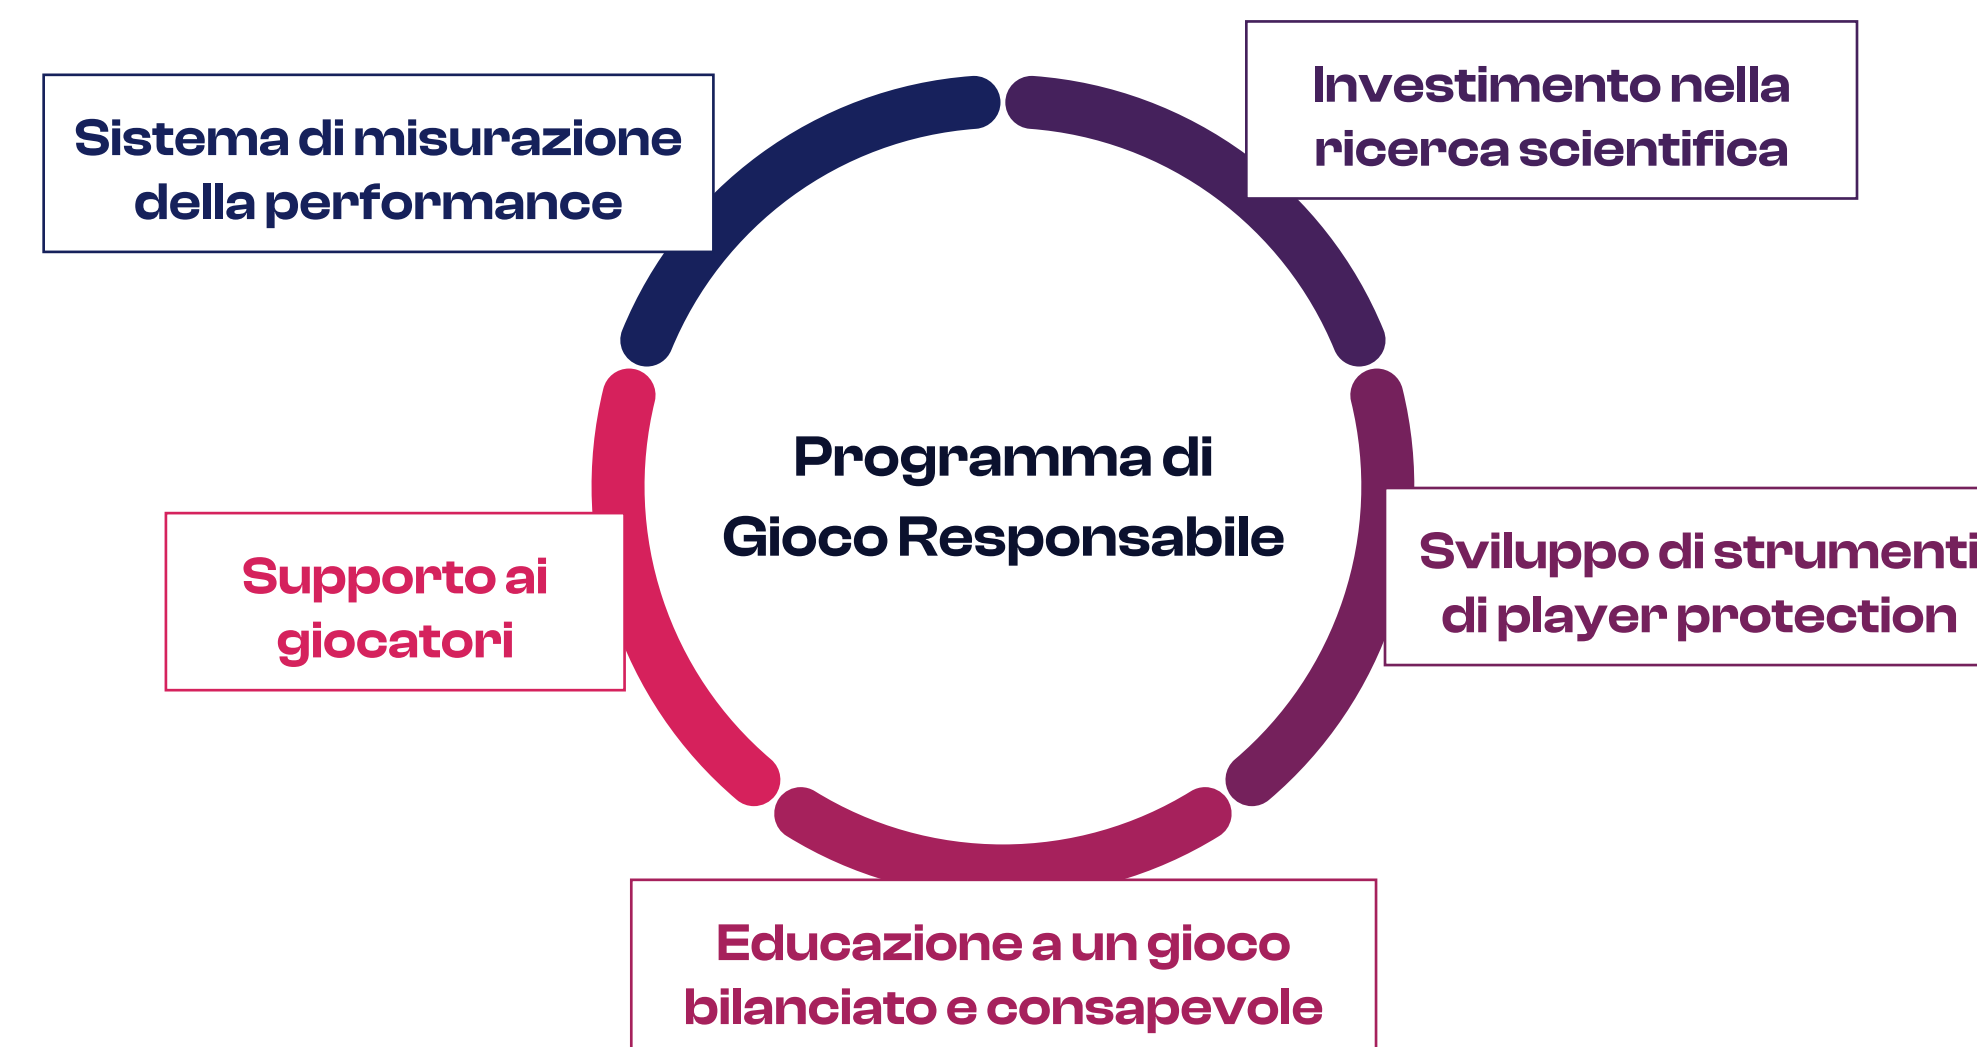 Investimento nella
ricerca scientifica
Sistema di misurazione
della performance
Programma di
Gioco Responsabile
Sviluppo di strumenti
di player protection
Supporto ai
giocatori
Educazione a un gioco
bilanciato e consapevole